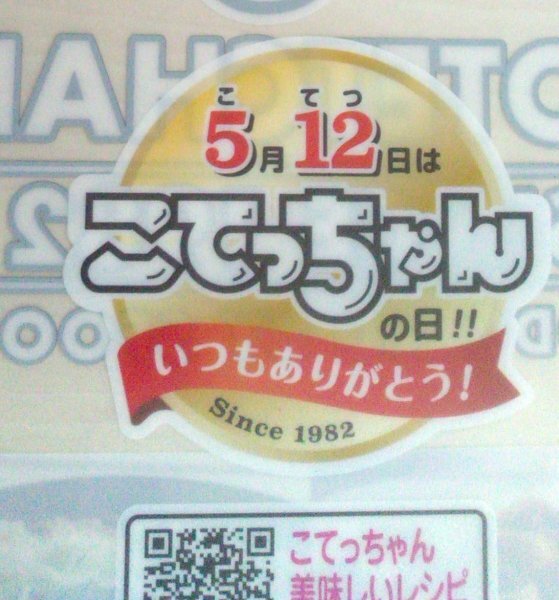 こ てつ
5月12日は
こてっちゃん
の日!!
いつもありがとう!
Since 1982
こてっちゃん
美味しいレシピ